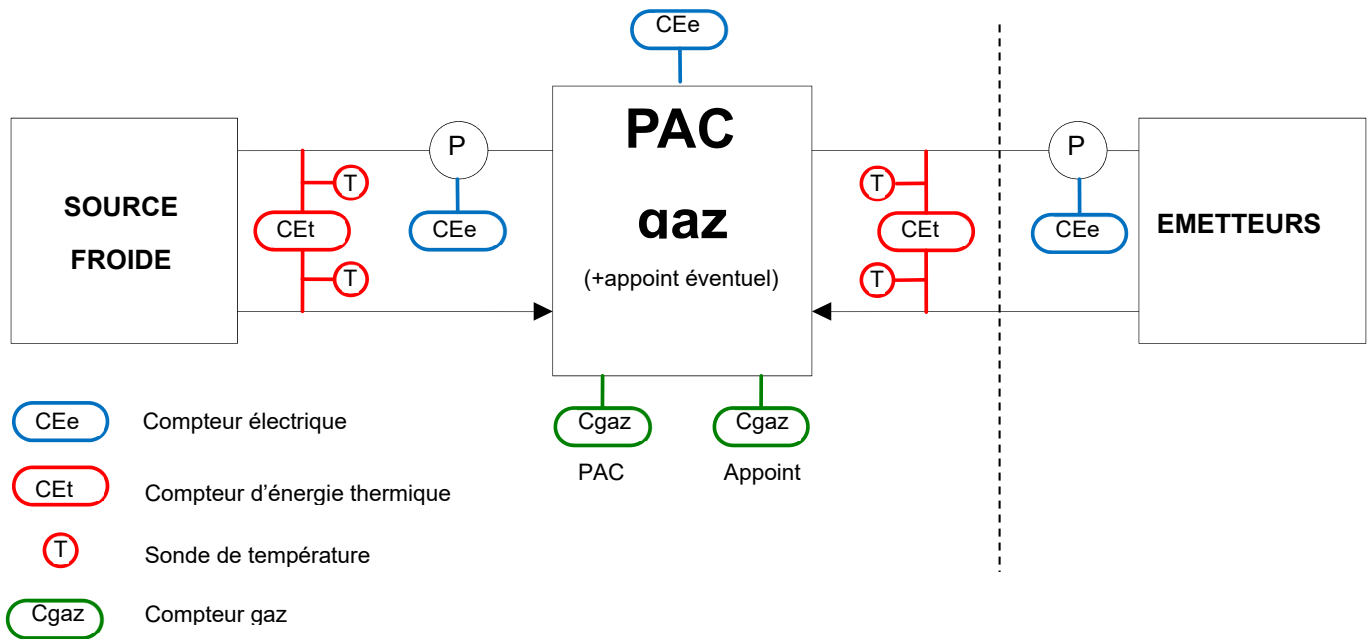 CEe
PAC
gaz
(+appoint éventuel)
SOURCE
FROIDE
T
CEt
T
P
CEe
T
CEt
T
P
CEe
EMETTEURS
Cgaz
PAC
Cgaz
Appoint
CEe Compteur électrique
CEt Compteur d'énergie thermique
T Sonde de température
Cgaz Compteur gaz